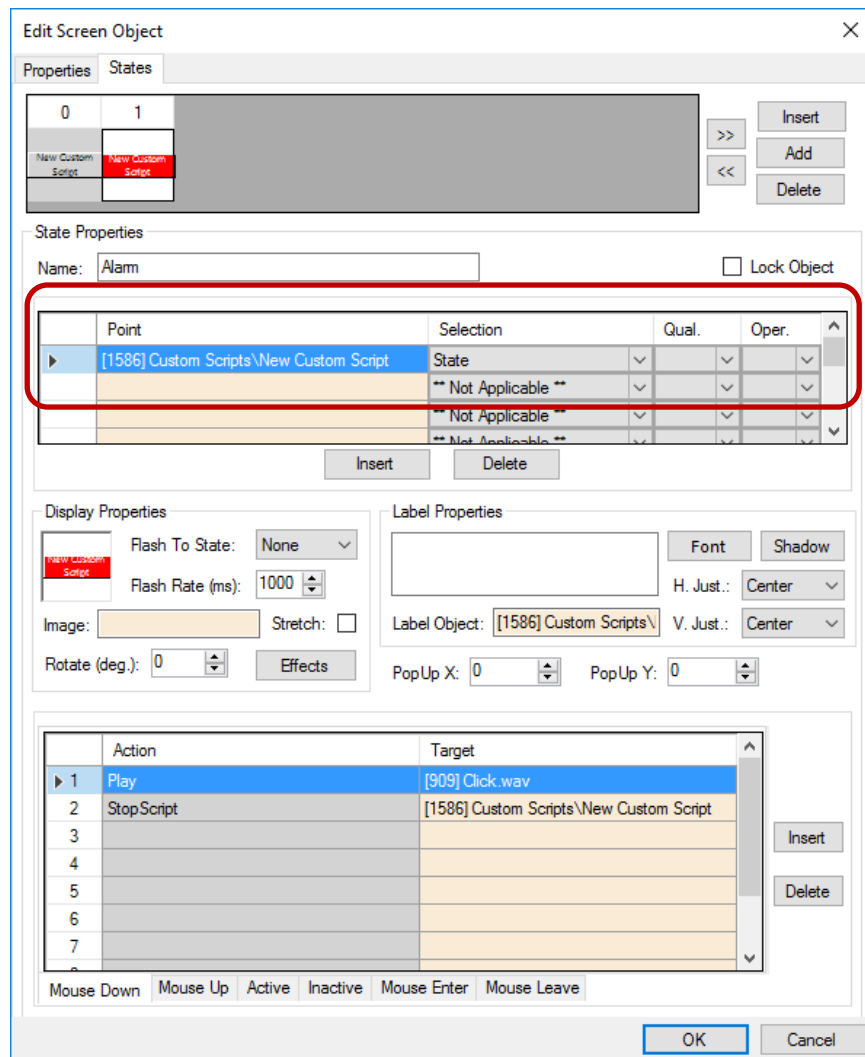 Edit Screen Object
Properties States
0 1
New Custom Script New Custom Script
>> Insert
<< Add
Delete
State Properties
Name: Alarm Lock Object
Point Selection Qual. Oper.
[1586] Custom Scripts\New Custom Script State
** Not Applicable **
** Not Applicable **
** Not Applicable **
Insert Delete
Display Properties
New Custom Script
Flash To State: None
Flash Rate (ms): 1000
Image: Stretch:
Rotate (deg.): 0 Effects
Label Properties
Font Shadow
H. Just.: Center
Label Object: [1586] Custom Scripts\ V. Just.: Center
PopUp X: 0 PopUp Y: 0
Action Target
1 Play [909] Click.wav
2 StopScript [1586] Custom Scripts\New Custom Script
3
4
5
6
7
Insert
Delete
Mouse Down Mouse Up Active Inactive Mouse Enter Mouse Leave
OK Cancel